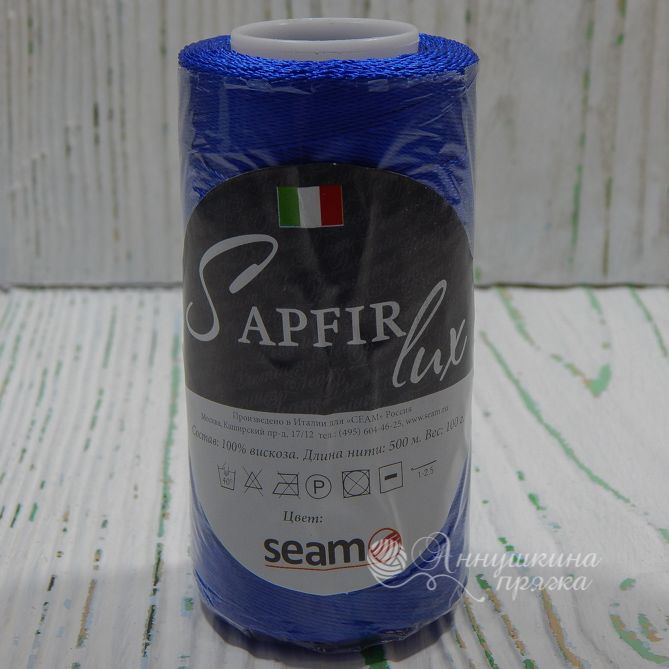 SAPFIR
lux
Произведено в Италии для «СЕАМ» Россия
Москва, Каширский пр-д, 17/12 тел.: (495) 604-46-25, www.seam.ru
Состав: 100% вискоза. Длина нити: 500 м. Вес: 100 г.
40° P 1-2,5
Цвет:
seam
Аннушкина
пряжа